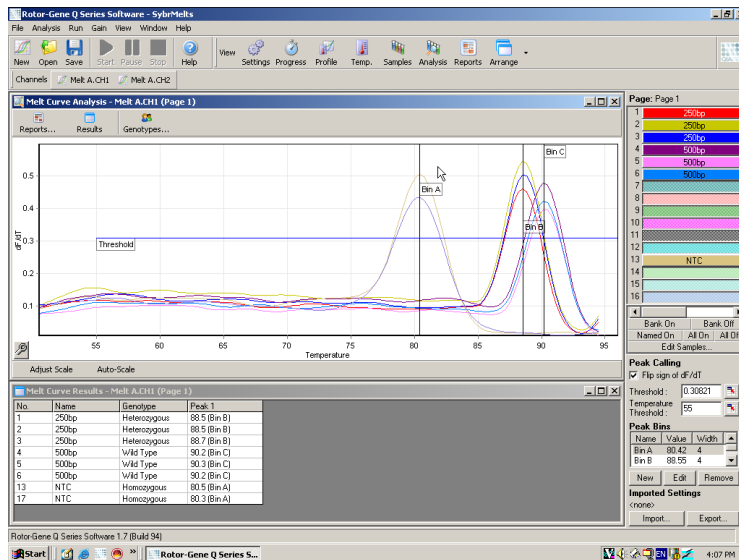 Rotor-Gene Q Series Software - SybrMelts
File Analysis Run Gain View Window Help
New Open Save Start Pause Stop Help View Settings Progress Profile Temp. Samples Analysis Reports Arrange
Channels Melt A.CH1 Melt A.CH2
Melt Curve Analysis - Melt A.CH1 (Page 1)
Reports... Results Genotypes...
Bin C
Bin A
Bin B
Threshold
dF/dT
0.5
0.4
0.3
0.2
0.1
55 60 65 70 75 80 85 90 95
Temperature
Adjust Scale Auto-Scale
Melt Curve Results - Melt A.CH1 (Page 1)
No. Name Genotype Peak 1
1 250bp Heterozygous 88.5 (Bin B)
2 250bp Heterozygous 88.5 (Bin B)
3 250bp Heterozygous 88.7 (Bin B)
4 500bp Wild Type 90.2 (Bin C)
5 500bp Wild Type 90.3 (Bin C)
6 500bp Wild Type 90.2 (Bin C)
13 NTC Homozygous 80.5 (Bin A)
17 NTC Homozygous 80.3 (Bin A)
Page: Page 1
1 250bp
2 250bp
3 250bp
4 500bp
5 500bp
6 500bp
7
8
9
10
11
12
13 NTC
14
15
16
Bank On Bank Off
Named On All On All Off
Edit Samples...
Peak Calling
Flip sign of dF/dT
Threshold : 0.30821
Temperature
Threshold : 55
Peak Bins
Name Value Width
Bin A 80.42 4
Bin B 88.55 4
New Edit Remove
Imported Settings
<none>
Import... Export...
Rotor-Gene Q Series Software 1.7 (Build 94)
Start » Rotor-Gene Q Series S... EN 4:07 PM